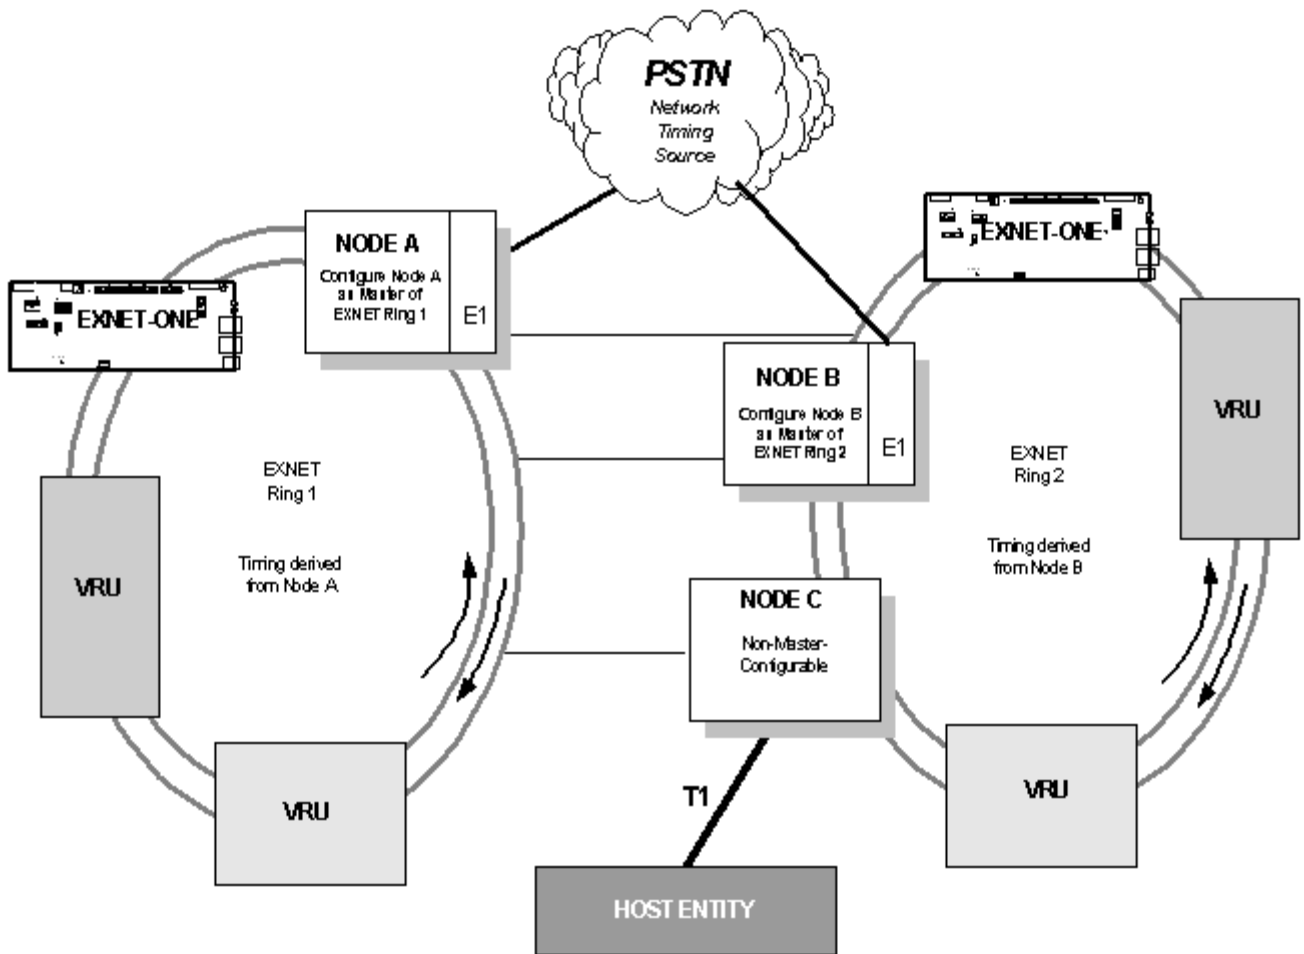 PSTN
Network
Timing
Source
NODE A
Configure Node A
as Master of
EXNET Ring 1
E1
EXNET-ONE
EXNET-ONE
NODE B
Configure Node B
as Master of
EXNET Ring 2
E1
VRU
EXNET
Ring 1
EXNET
Ring 2
Timing derived
from Node A
Timing derived
from Node B
VRU
NODE C
Non-Master-
Configurable
VRU
VRU
T1
HOST ENTITY